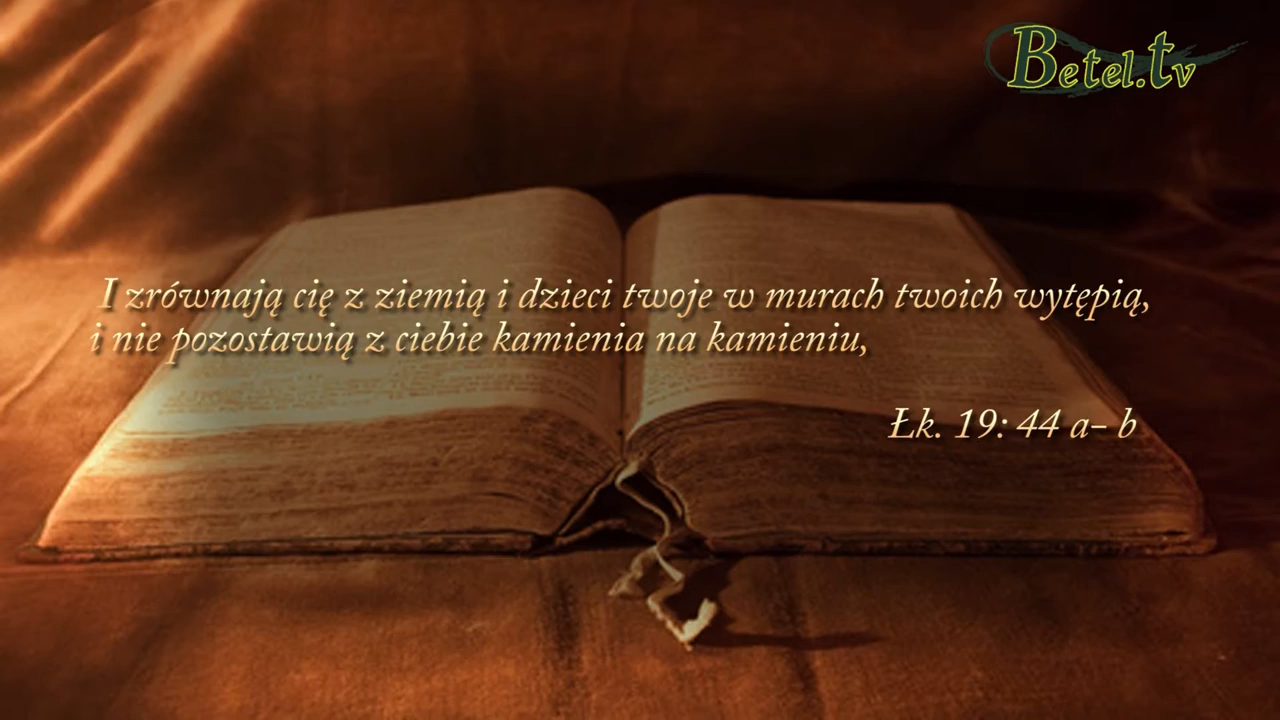 Betel.tv
I zrównają cię z ziemią i dzieci twoje w murach twoich wytępią,
i nie pozostawią z ciebie kamienia na kamieniu,
Łk. 19: 44 a- b